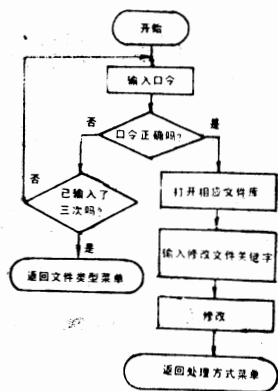 开始
输入口令
否
口令正确吗?
是
否
已输入了
三次吗?
打开相应文件库
是
输入修改文件关键字
返回文件类型菜单
修改
返回处理方式菜单